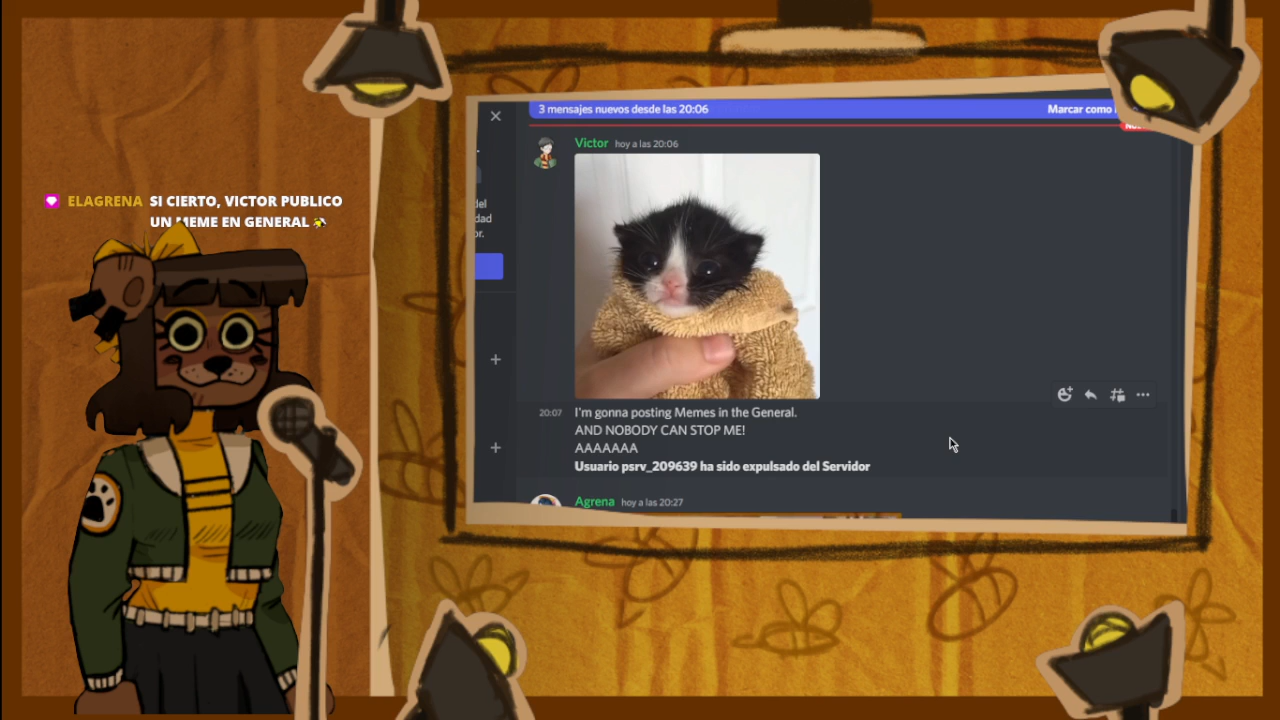 3 mensajes nuevos desde las 20:06
Marcar como
Victor hoy a las 20:06
ELAGRENA SI CIERTO, VICTOR PUBLICO
UN MEME EN GENERAL
20:07 I'm gonna posting Memes in the General.
AND NOBODY CAN STOP ME!
AAAAAAA
Usuario psrv_209639 ha sido expulsado del Servidor
Agrena hoy a las 20:27